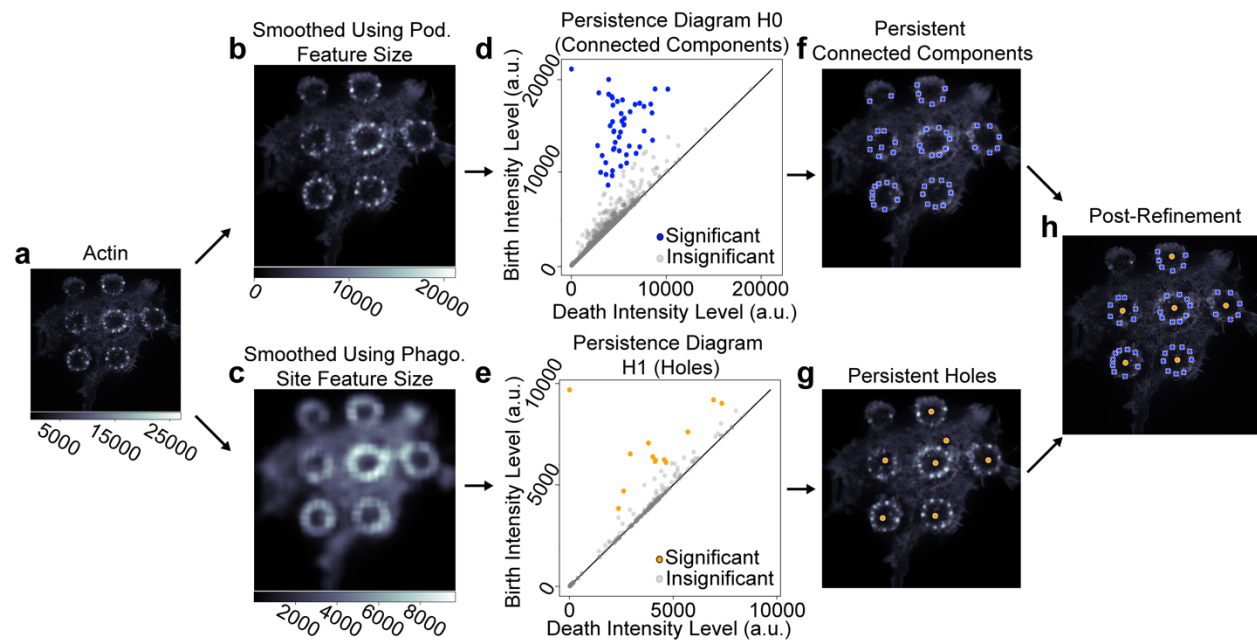 a
Actin
5000
15000
25000
b
Smoothed Using Pod.
Feature Size
0
10000
20000
c
Smoothed Using Phago.
Site Feature Size
2000
4000
6000
8000
d
Persistence Diagram H0
(Connected Components)
Birth Intensity Level (a.u.)
20000
10000
0
Significant
Insignificant
0
10000
20000
Death Intensity Level (a.u.)
e
Persistence Diagram
H1 (Holes)
Birth Intensity Level (a.u.)
10000
5000
0
Significant
Insignificant
0
5000
10000
Death Intensity Level (a.u.)
f
Persistent
Connected Components
g
Persistent Holes
h
Post-Refinement